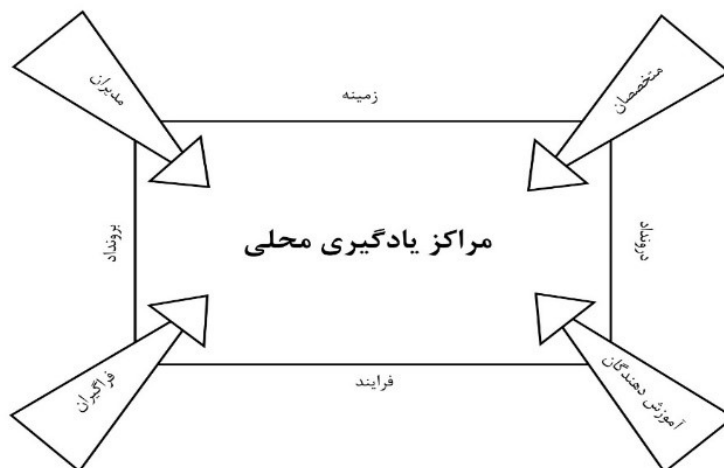 متخصصان
مدیران
زمینه
مراکز یادگیری محلی
درونداد
برونداد
آموزش دهندگان
فراگیران
فرایند